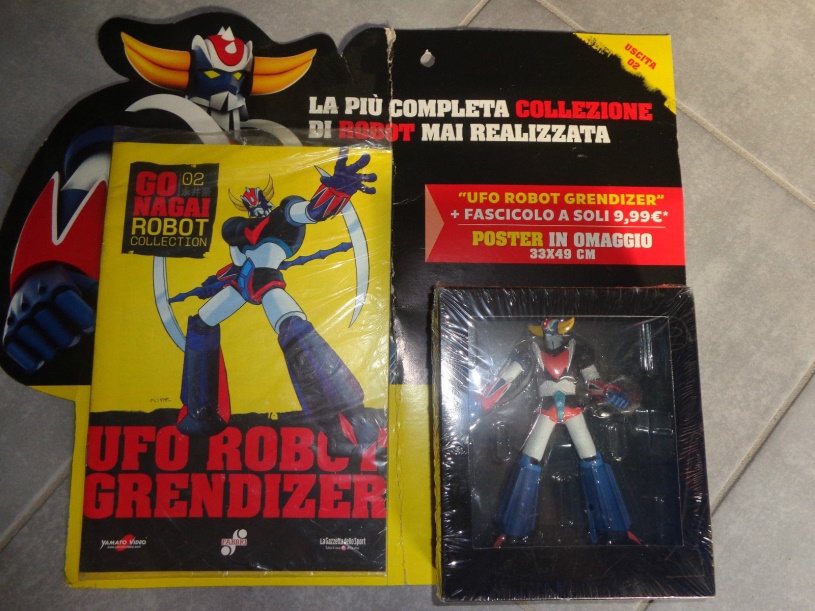 USCITA
02
LA PIÙ COMPLETA COLLEZIONE
DI ROBOT MAI REALIZZATA
"UFO ROBOT GRENDIZER"
+ FASCICOLO A SOLI 9,99€*
POSTER IN OMAGGIO
33X49 CM
GO 02
NAGAI
ROBOT
COLLECTION
UFO ROBOT
GRENDIZER
YAMATO VIDEO
FABBRI
La Gazzetta dello Sport